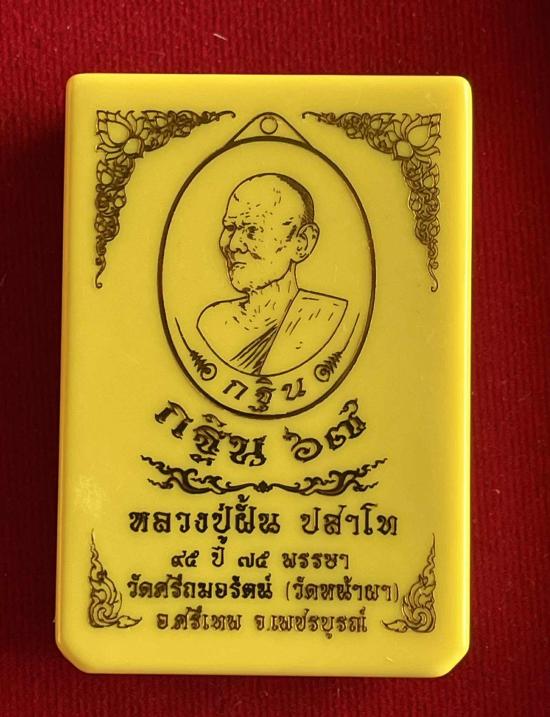 กฐิน
กฐิน ๖๗
หลวงปู่ฝั้น ปสาโท
๙๕ ปี ๗๕ พรรษา
วัดศรีถมอรัตน์ (วัดหน้าผา)
อ.ศรีเทพ จ.เพชรบูรณ์